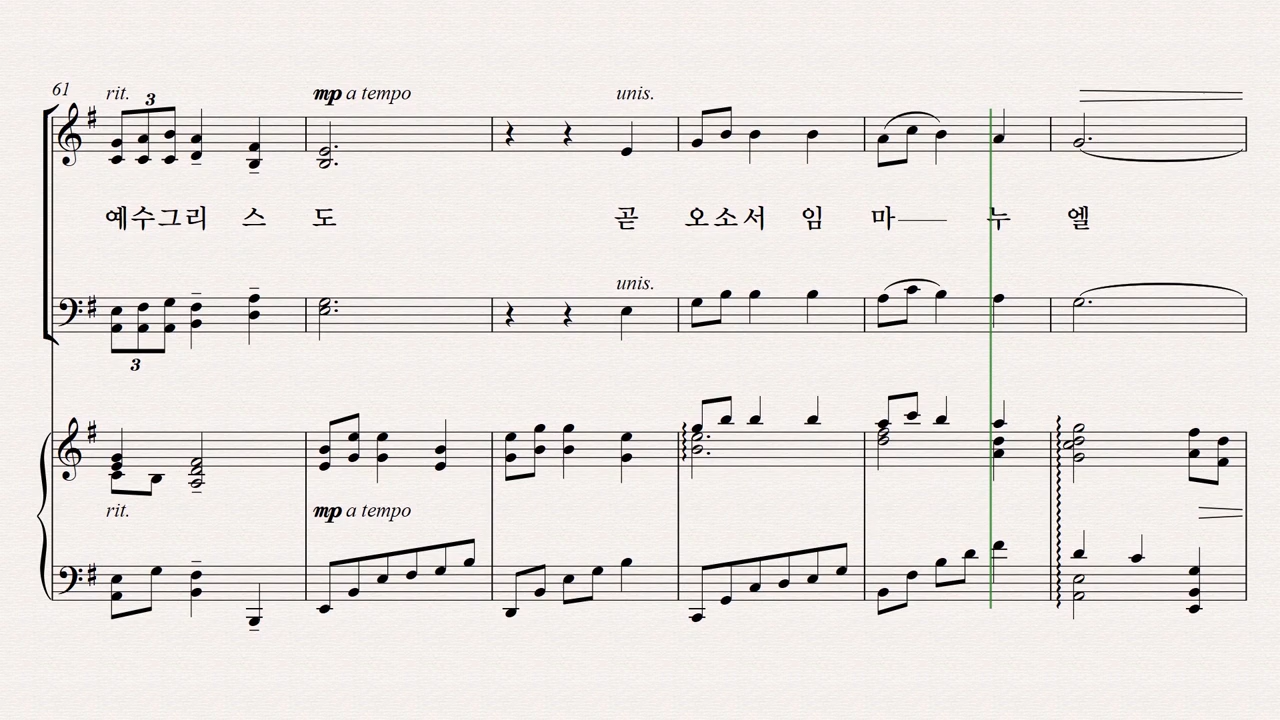 61
rit.
3
mp a tempo
unis.
예수그리 스 도 곧 오소서 임 마 누 엘
unis.
3
rit.
mp a tempo